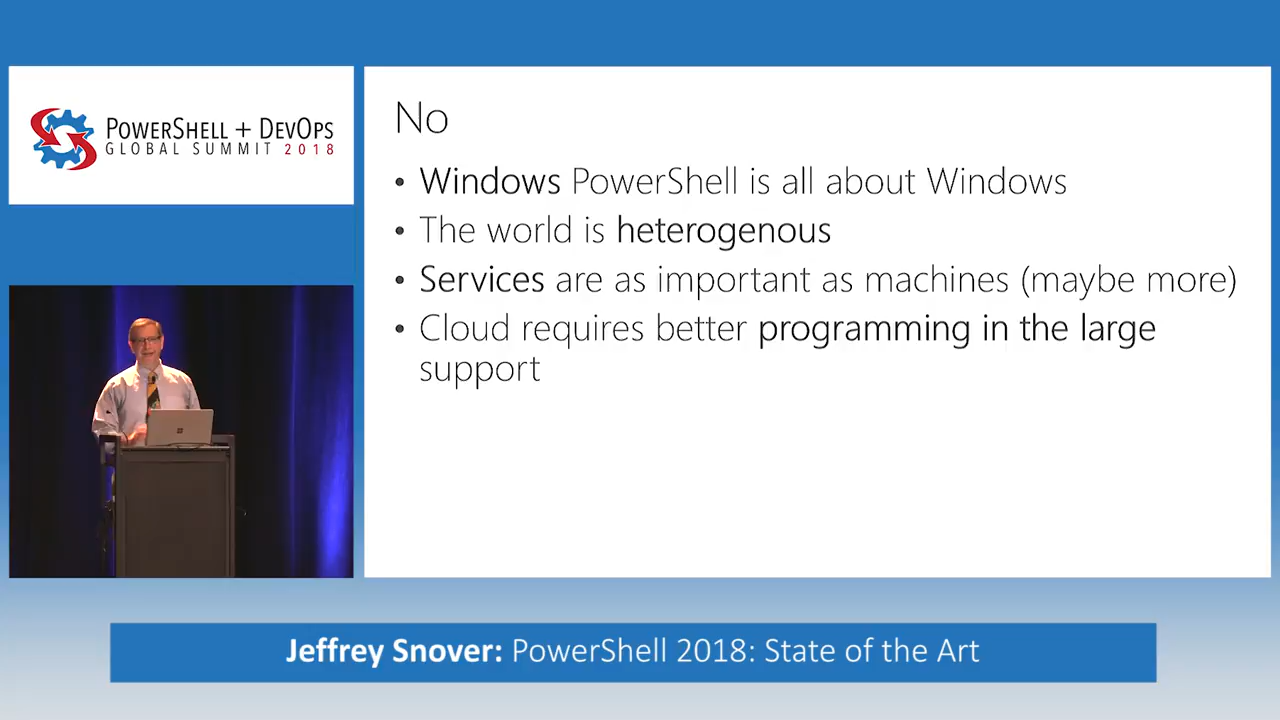 POWERSHELL + DEVOPS
GLOBAL SUMMIT 2018
No
• Windows PowerShell is all about Windows
• The world is heterogenous
• Services are as important as machines (maybe more)
• Cloud requires better programming in the large
support
Jeffrey Snover: PowerShell 2018: State of the Art